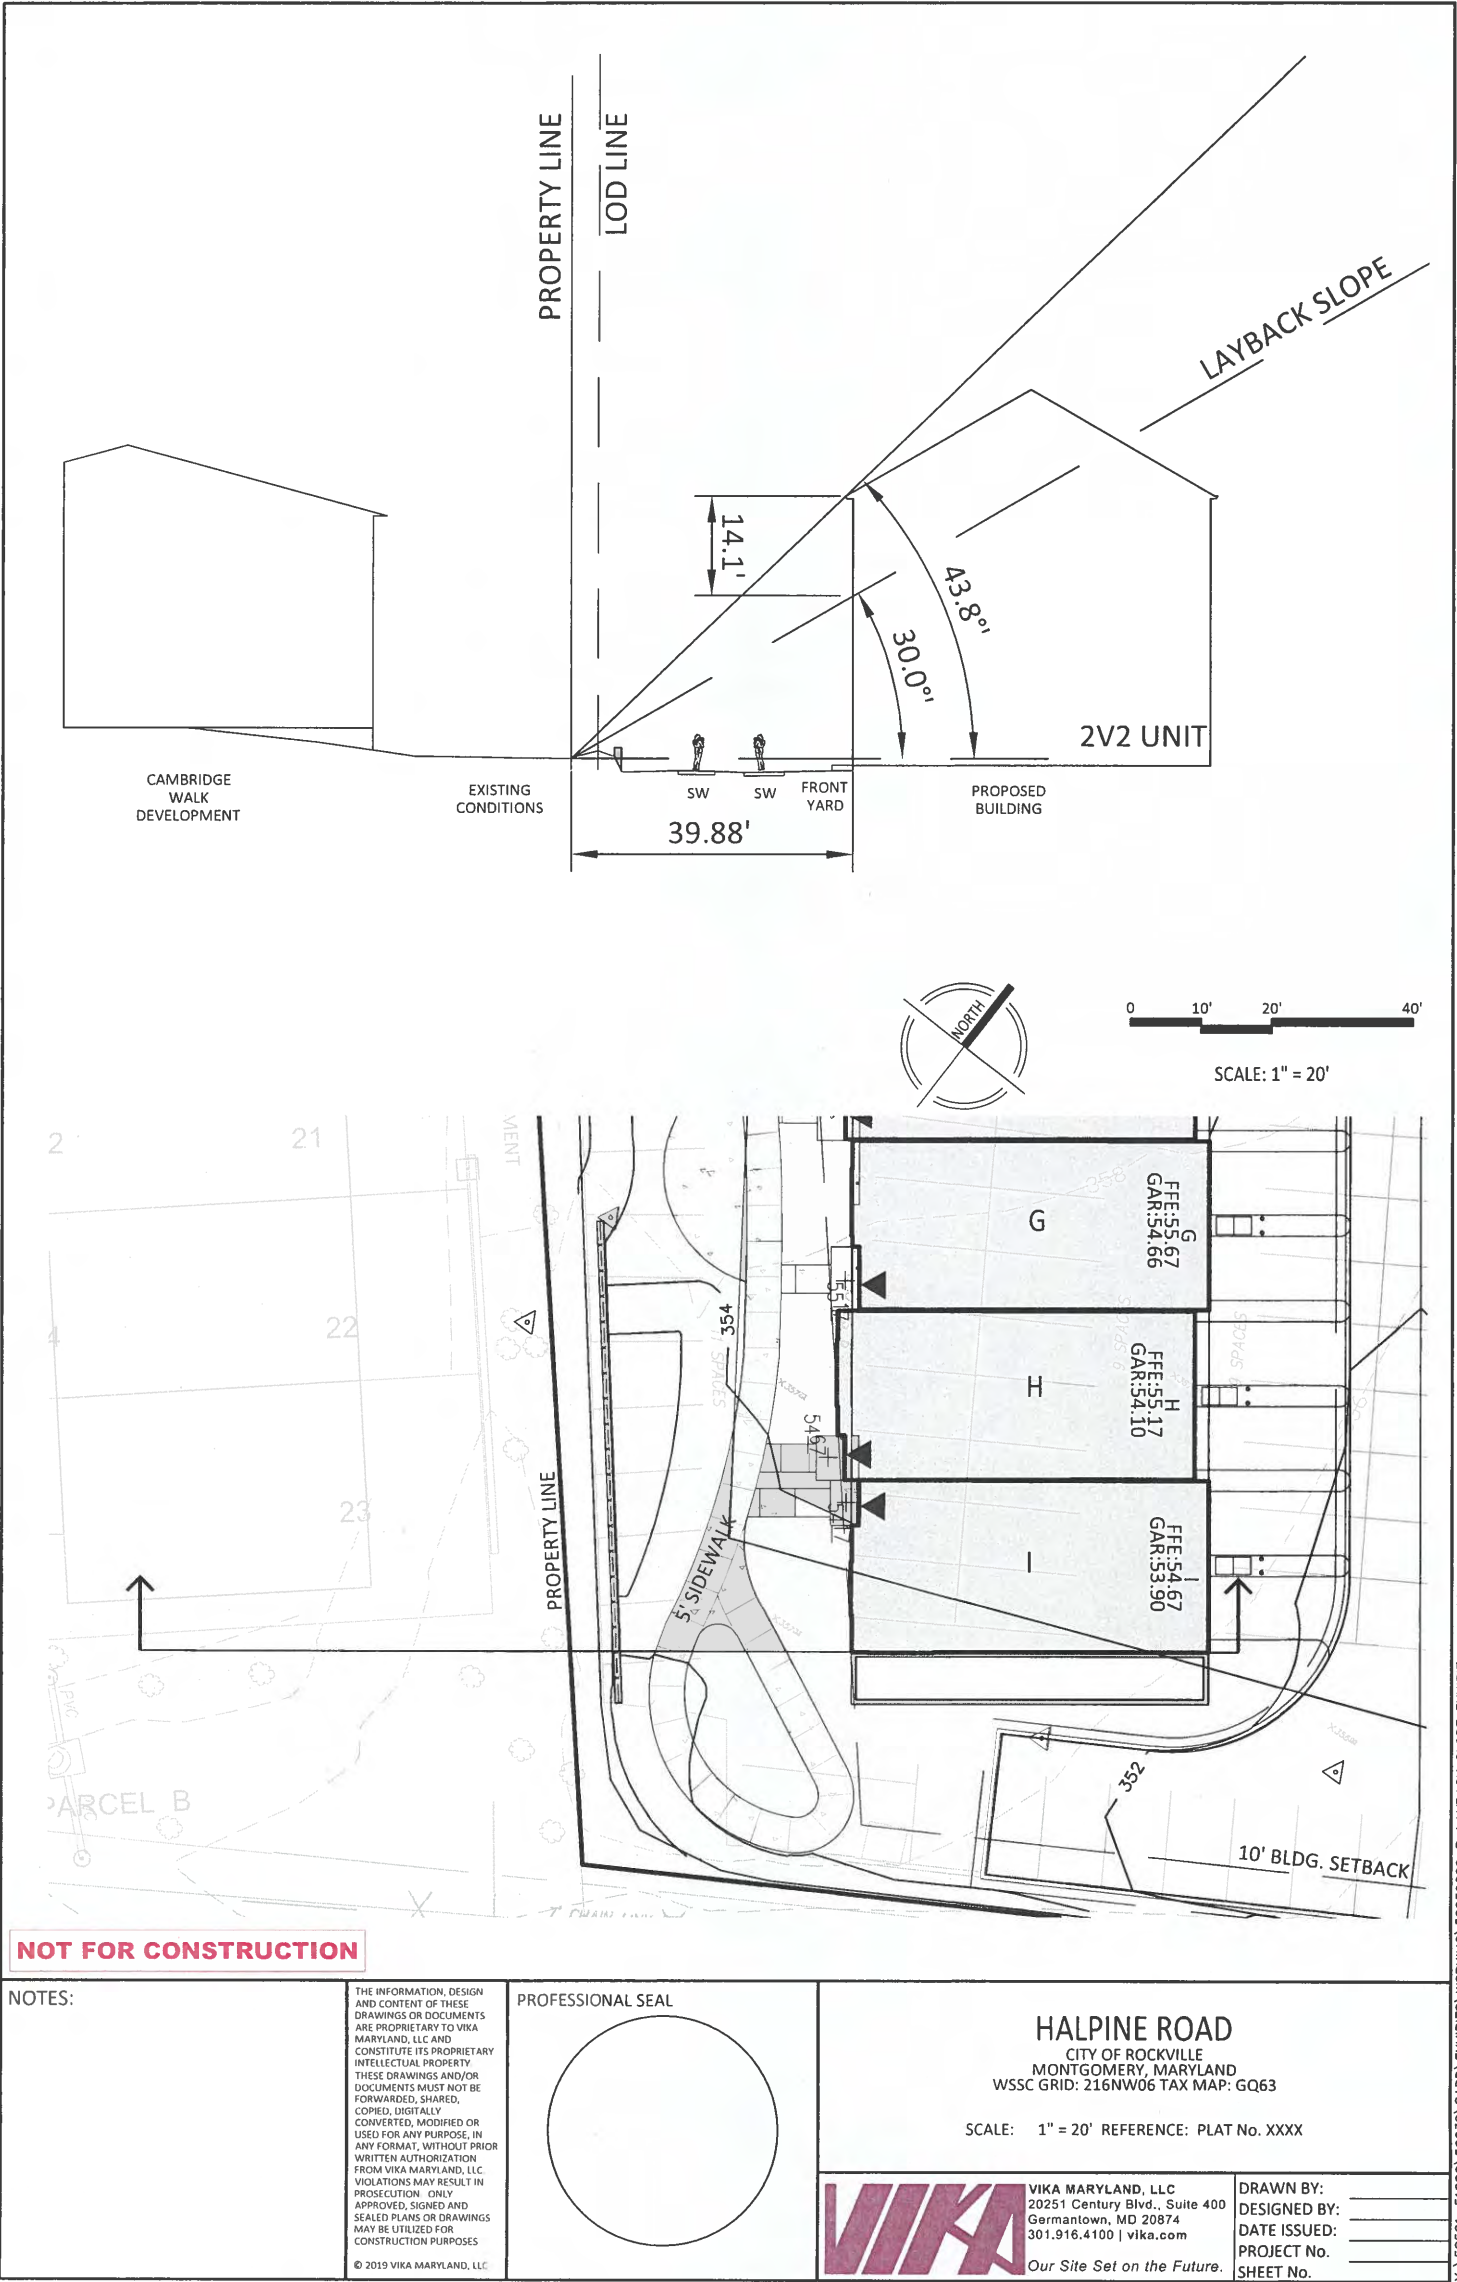 PROPERTY LINE
LOD LINE
LAYBACK SLOPE
14.1'
43.8°'
30.0°'
2V2 UNIT
CAMBRIDGE
WALK
DEVELOPMENT
EXISTING
CONDITIONS
SW
SW
FRONT
YARD
PROPOSED
BUILDING
39.88'
NORTH
0 10' 20' 40'
SCALE: 1" = 20'
2
21
G
G
FFE:55.67
GAR:54.66
354
22
4
SPACES
SPACES
H
H
FFE:55.17
GAR:54.10
5467
23
PROPERTY LINE
5' SIDEWALK
I
I
FFE:54.67
GAR:53.90
PVC
PARCEL B
352
10' BLDG. SETBACK
X
NOT FOR CONSTRUCTION
NOTES:
THE INFORMATION, DESIGN
AND CONTENT OF THESE
DRAWINGS OR DOCUMENTS
ARE PROPRIETARY TO VIKA
MARYLAND, LLC AND
CONSTITUTE ITS PROPRIETARY
INTELLECTUAL PROPERTY.
THESE DRAWINGS AND/OR
DOCUMENTS MUST NOT BE
FORWARDED, SHARED,
COPIED, DIGITALLY
CONVERTED, MODIFIED OR
USED FOR ANY PURPOSE, IN
ANY FORMAT, WITHOUT PRIOR
WRITTEN AUTHORIZATION
FROM VIKA MARYLAND, LLC.
VIOLATIONS MAY RESULT IN
PROSECUTION. ONLY
APPROVED, SIGNED AND
SEALED PLANS OR DRAWINGS
MAY BE UTILIZED FOR
CONSTRUCTION PURPOSES
© 2019 VIKA MARYLAND, LLC
PROFESSIONAL SEAL
HALPINE ROAD
CITY OF ROCKVILLE
MONTGOMERY, MARYLAND
WSSC GRID: 216NW06 TAX MAP: GQ63
SCALE: 1" = 20' REFERENCE: PLAT No. XXXX
VIKA
VIKA MARYLAND, LLC
20251 Century Blvd., Suite 400
Germantown, MD 20874
301.916.4100 | vika.com
Our Site Set on the Future.
DRAWN BY:
DESIGNED BY:
DATE ISSUED:
PROJECT No.
SHEET No.